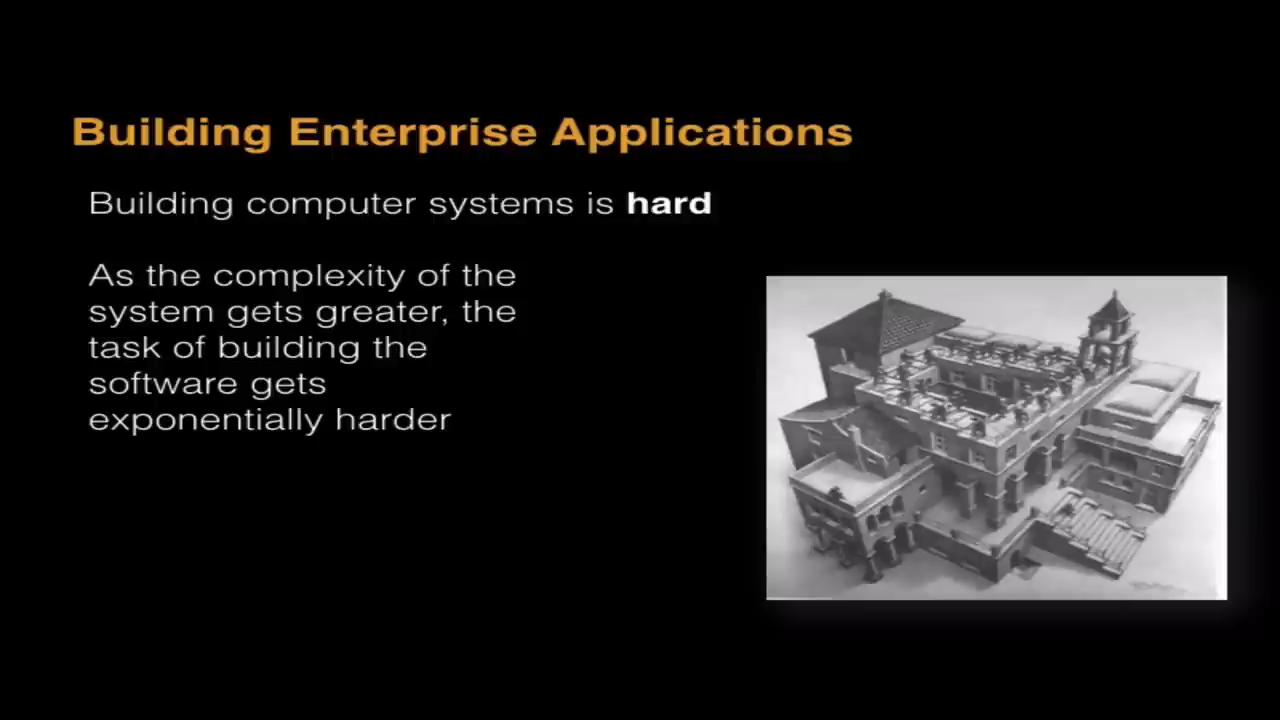 Building Enterprise Applications
Building computer systems is hard
As the complexity of the
system gets greater, the
task of building the
software gets
exponentially harder